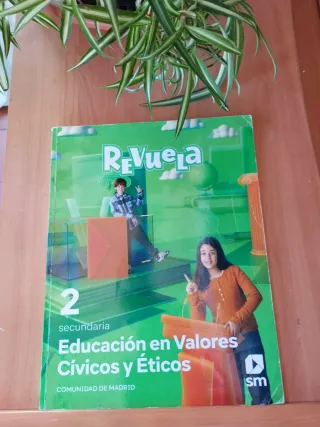 REVUELA
2
secundaria
Educación en Valores
Cívicos y Éticos
COMUNIDAD DE MADRID
sm